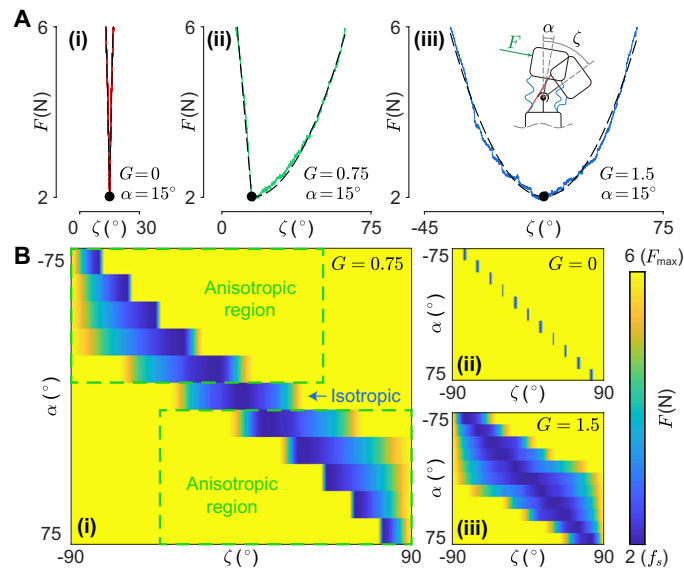 A
(i)
6
F(N)
2
G=0
α=15°
0
ζ(°)
30
(ii)
6
F(N)
2
G=0.75
α=15°
0
ζ(°)
75
(iii)
6
F(N)
2
F
α
ζ
G=1.5
α=15°
-45
ζ(°)
75
B
-75
α(°)
75
Anisotropic
region
G=0.75
Isotropic
Anisotropic
region
(i)
-90
ζ(°)
90
-75
α(°)
75
G=0
(ii)
-90
ζ(°)
90
-75
α(°)
75
G=1.5
(iii)
-90
ζ(°)
90
6 (Fmax)
F(N)
2 (fs)